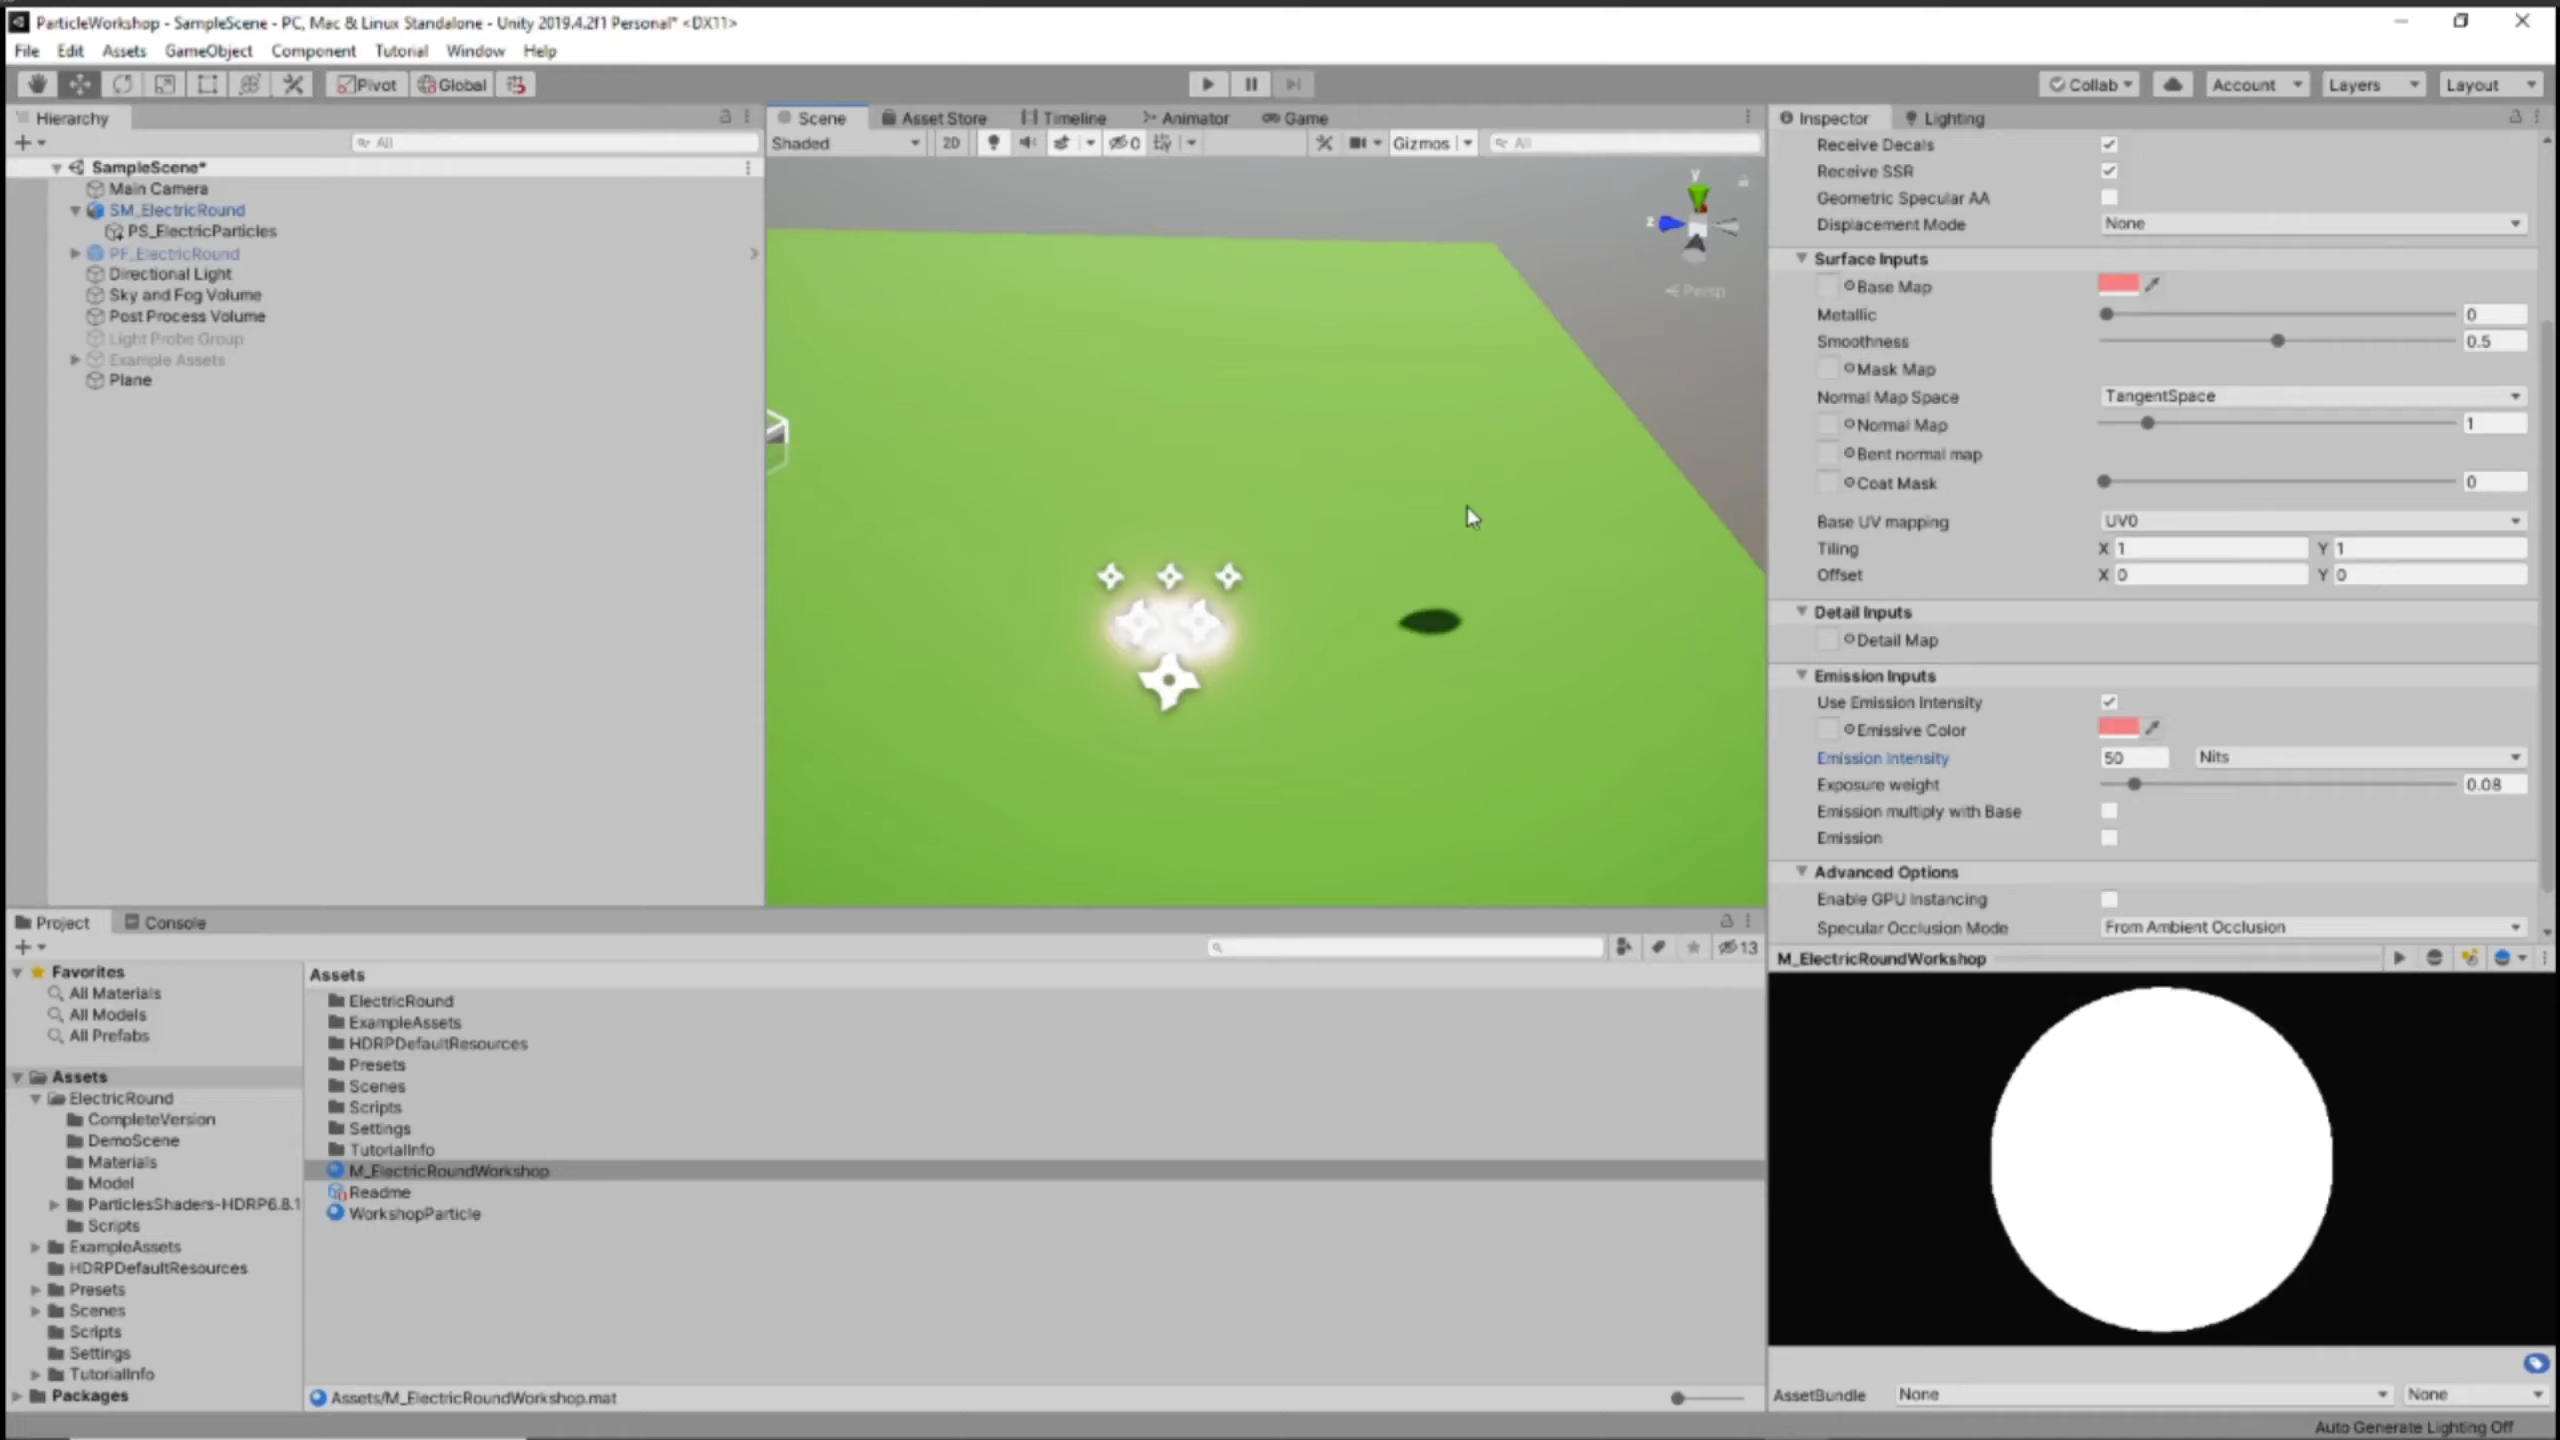 ParticleWorkshop - SampleScene - PC, Mac & Linux Standalone - Unity 2019.4.2f1 Personal* <DX11>
File Edit Assets GameObject Component Tutorial Window Help
Pivot Global Collab Account Layers Layout
Hierarchy
All
SampleScene*
Main Camera
SM_ElectricRound
PS_ElectricParticles
PF_ElectricRound
Directional Light
Sky and Fog Volume
Post Process Volume
Light Probe Group
Example Assets
Plane
Scene Asset Store Timeline Animator Game
Shaded 2D 0 Gizmos All
y
z
Persp
Inspector Lighting
Receive Decals
Receive SSR
Geometric Specular AA
Displacement Mode None
Surface Inputs
Base Map
Metallic 0
Smoothness 0.5
Mask Map
Normal Map Space TangentSpace
Normal Map 1
Bent normal map
Coat Mask 0
Base UV mapping UV0
Tiling X 1 Y 1
Offset X 0 Y 0
Detail Inputs
Detail Map
Emission Inputs
Use Emission Intensity
Emissive Color
Emission Intensity 50 Nits
Exposure weight 0.08
Emission multiply with Base
Emission
Advanced Options
Enable GPU Instancing
Specular Occlusion Mode From Ambient Occlusion
M_ElectricRoundWorkshop
AssetBundle None None
Auto Generate Lighting Off
Project Console
13
Favorites
All Materials
All Models
All Prefabs
Assets
ElectricRound
CompleteVersion
DemoScene
Materials
Model
ParticlesShaders-HDRP6.8.1
Scripts
ExampleAssets
HDRPDefaultResources
Presets
Scenes
Scripts
Settings
TutorialInfo
Packages
Assets
ElectricRound
ExampleAssets
HDRPDefaultResources
Presets
Scenes
Scripts
Settings
TutorialInfo
M_ElectricRoundWorkshop
Readme
WorkshopParticle
Assets/M_ElectricRoundWorkshop.mat